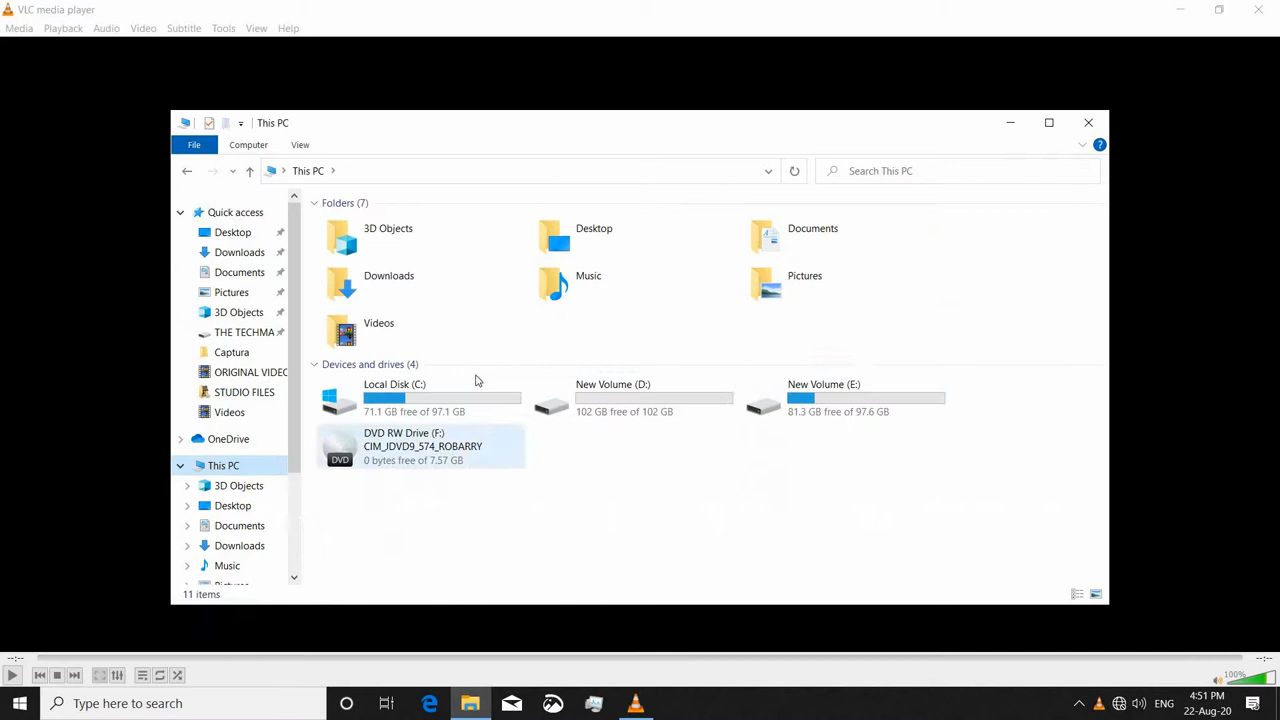 VLC media player
Media Playback Audio Video Subtitle Tools View Help
This PC
File Computer View
This PC
Search This PC
Quick access
Desktop
Downloads
Documents
Pictures
3D Objects
THE TECHMA
Captura
ORIGINAL VIDEO
STUDIO FILES
Videos
OneDrive
This PC
3D Objects
Desktop
Documents
Downloads
Music
Folders (7)
3D Objects
Desktop
Documents
Downloads
Music
Pictures
Videos
Devices and drives (4)
Local Disk (C:)
71.1 GB free of 97.1 GB
New Volume (D:)
102 GB free of 102 GB
New Volume (E:)
81.3 GB free of 97.6 GB
DVD RW Drive (F:)
CIM_JDVD9_574_ROBARRY
0 bytes free of 7.57 GB
DVD
11 items
--:--
--:--
100%
Type here to search
ENG
4:51 PM
22-Aug-20